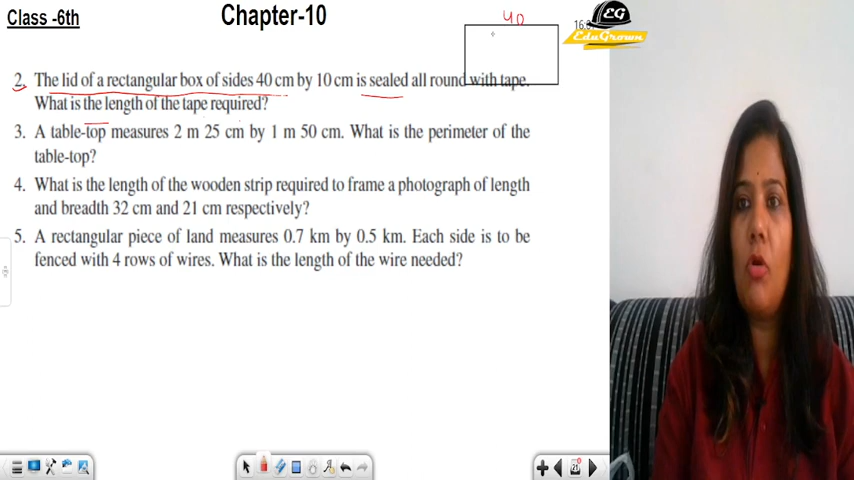 Class -6th
Chapter-10
40
16:0
EG
EduGrown
2. The lid of a rectangular box of sides 40 cm by 10 cm is sealed all round with tape.
What is the length of the tape required?
3. A table-top measures 2 m 25 cm by 1 m 50 cm. What is the perimeter of the
table-top?
4. What is the length of the wooden strip required to frame a photograph of length
and breadth 32 cm and 21 cm respectively?
5. A rectangular piece of land measures 0.7 km by 0.5 km. Each side is to be
fenced with 4 rows of wires. What is the length of the wire needed?
21